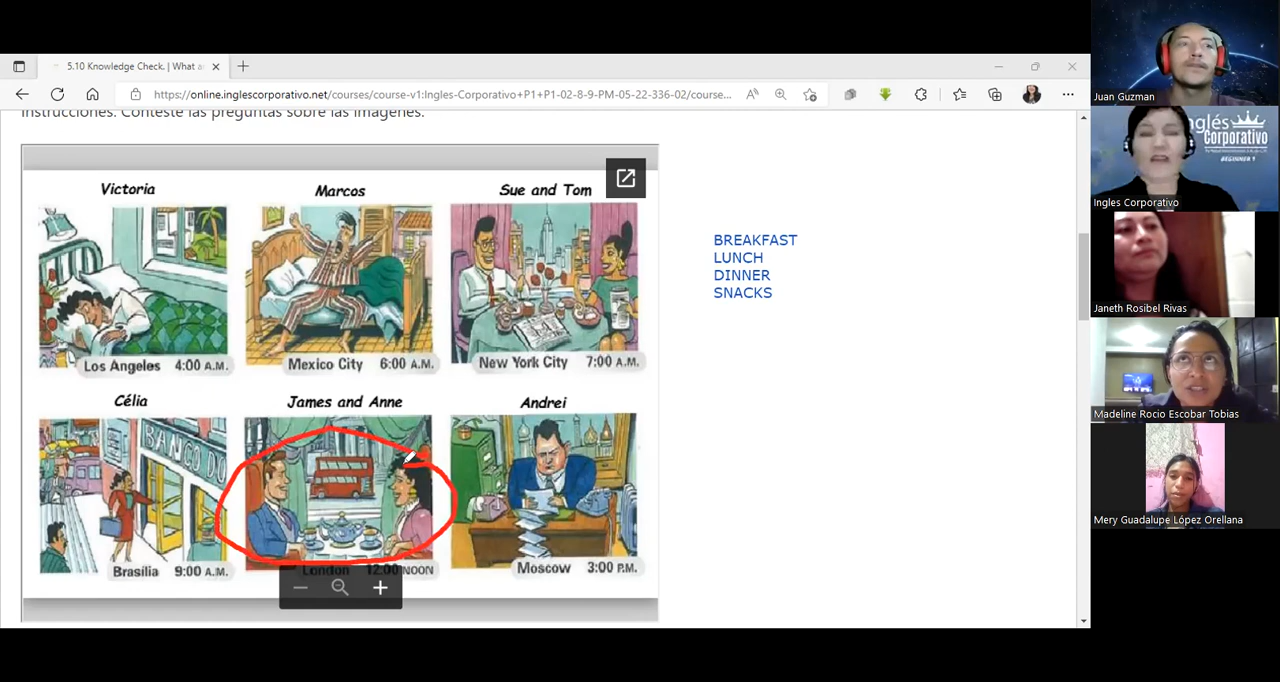 5.10 Knowledge Check. | What a
https://online.inglescorporativo.net/courses/course-v1:Ingles-Corporativo+P1+P1-02-8-9-PM-05-22-336-02/course...
Instrucciones: Conteste las preguntas sobre las imágenes.
Victoria
Marcos
Sue and Tom
Los Angeles 4:00 A.M.
Mexico City 6:00 A.M.
New York City 7:00 A.M.
Célia
James and Anne
Andrei
BANCO DO
Brasília 9:00 A.M.
London 12:00 NOON
Moscow 3:00 P.M.
BREAKFAST
LUNCH
DINNER
SNACKS
Juan Guzman
Inglés
Corporativo
BEGINNER 1
Ingles Corporativo
Janeth Rosibel Rivas
Madeline Rocio Escobar Tobias
Mery Guadalupe López Orellana